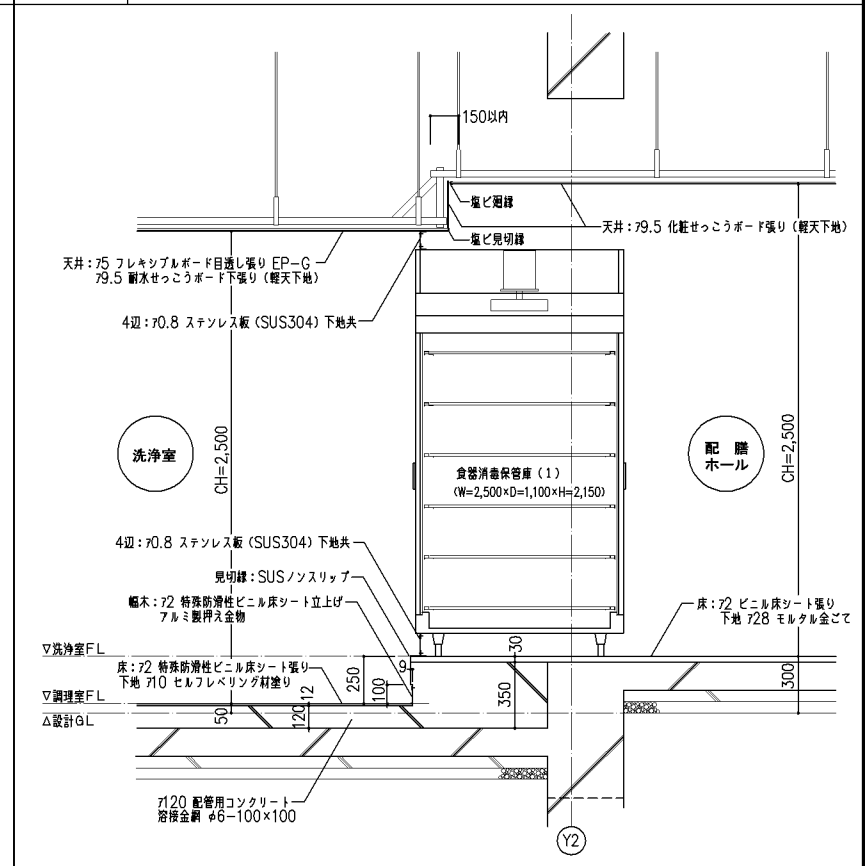 150以内
塩ビ廻縁
天井：ｱ9.5 化粧せっこうボード張り（軽天下地）
塩ビ見切縁
天井：ｱ5 フレキシブルボード目透し張り EP-G
ｱ9.5 耐水せっこうボード下張り（軽天下地）
4辺：ｱ0.8 ステンレス板（SUS304）下地共
洗浄室
CH=2,500
配 膳
ホール
CH=2,500
食器消毒保管庫（1）
(W=2,500×D=1,100×H=2,150)
4辺：ｱ0.8 ステンレス板（SUS304）下地共
見切縁：SUSノンスリップ
幅木：ｱ2 特殊防滑性ビニル床シート立上げ
アルミ製押え金物
床：ｱ2 ビニル床シート張り
下地 ｱ28 モルタル金ごて
▽洗浄室FL
床：ｱ2 特殊防滑性ビニル床シート張り
下地 ｱ10 セルフレベリング材塗り
▽調理室FL
△設計GL
50
12
120
250
100
9
30
350
300
ｱ120 配管用コンクリート
溶接金網 φ6-100×100
Y2